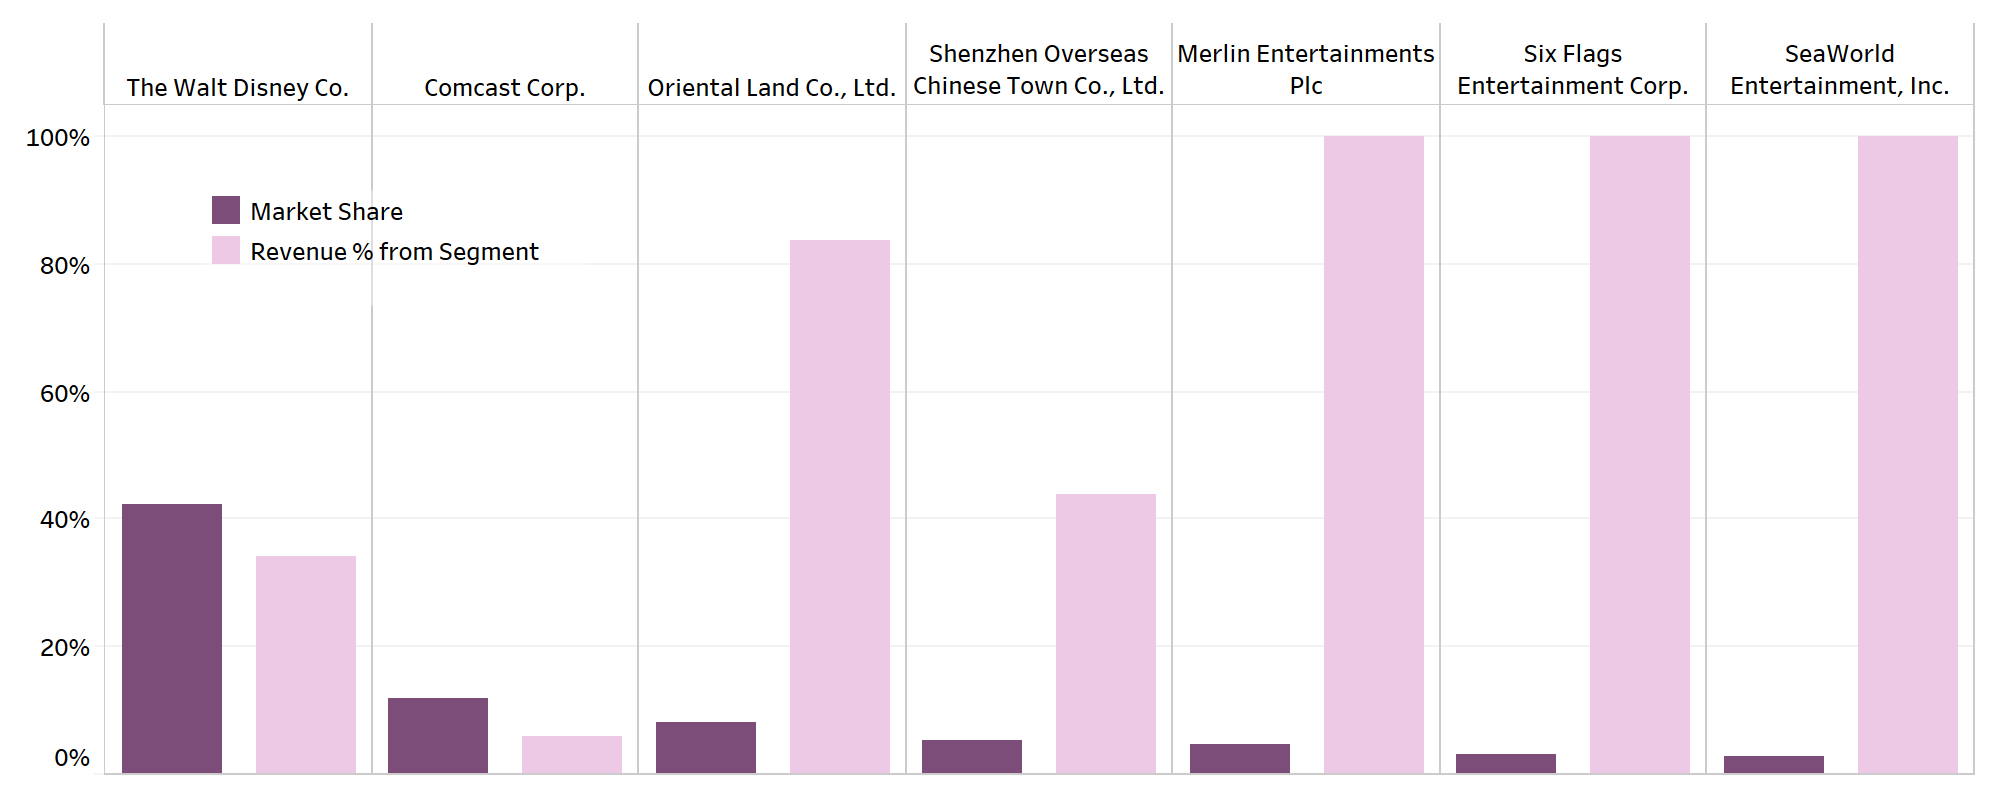 The Walt Disney Co.
Comcast Corp.
Oriental Land Co., Ltd.
Shenzhen Overseas
Chinese Town Co., Ltd.
Merlin Entertainments
Plc
Six Flags
Entertainment Corp.
SeaWorld
Entertainment, Inc.
100%
80%
60%
40%
20%
0%
Market Share
Revenue % from Segment